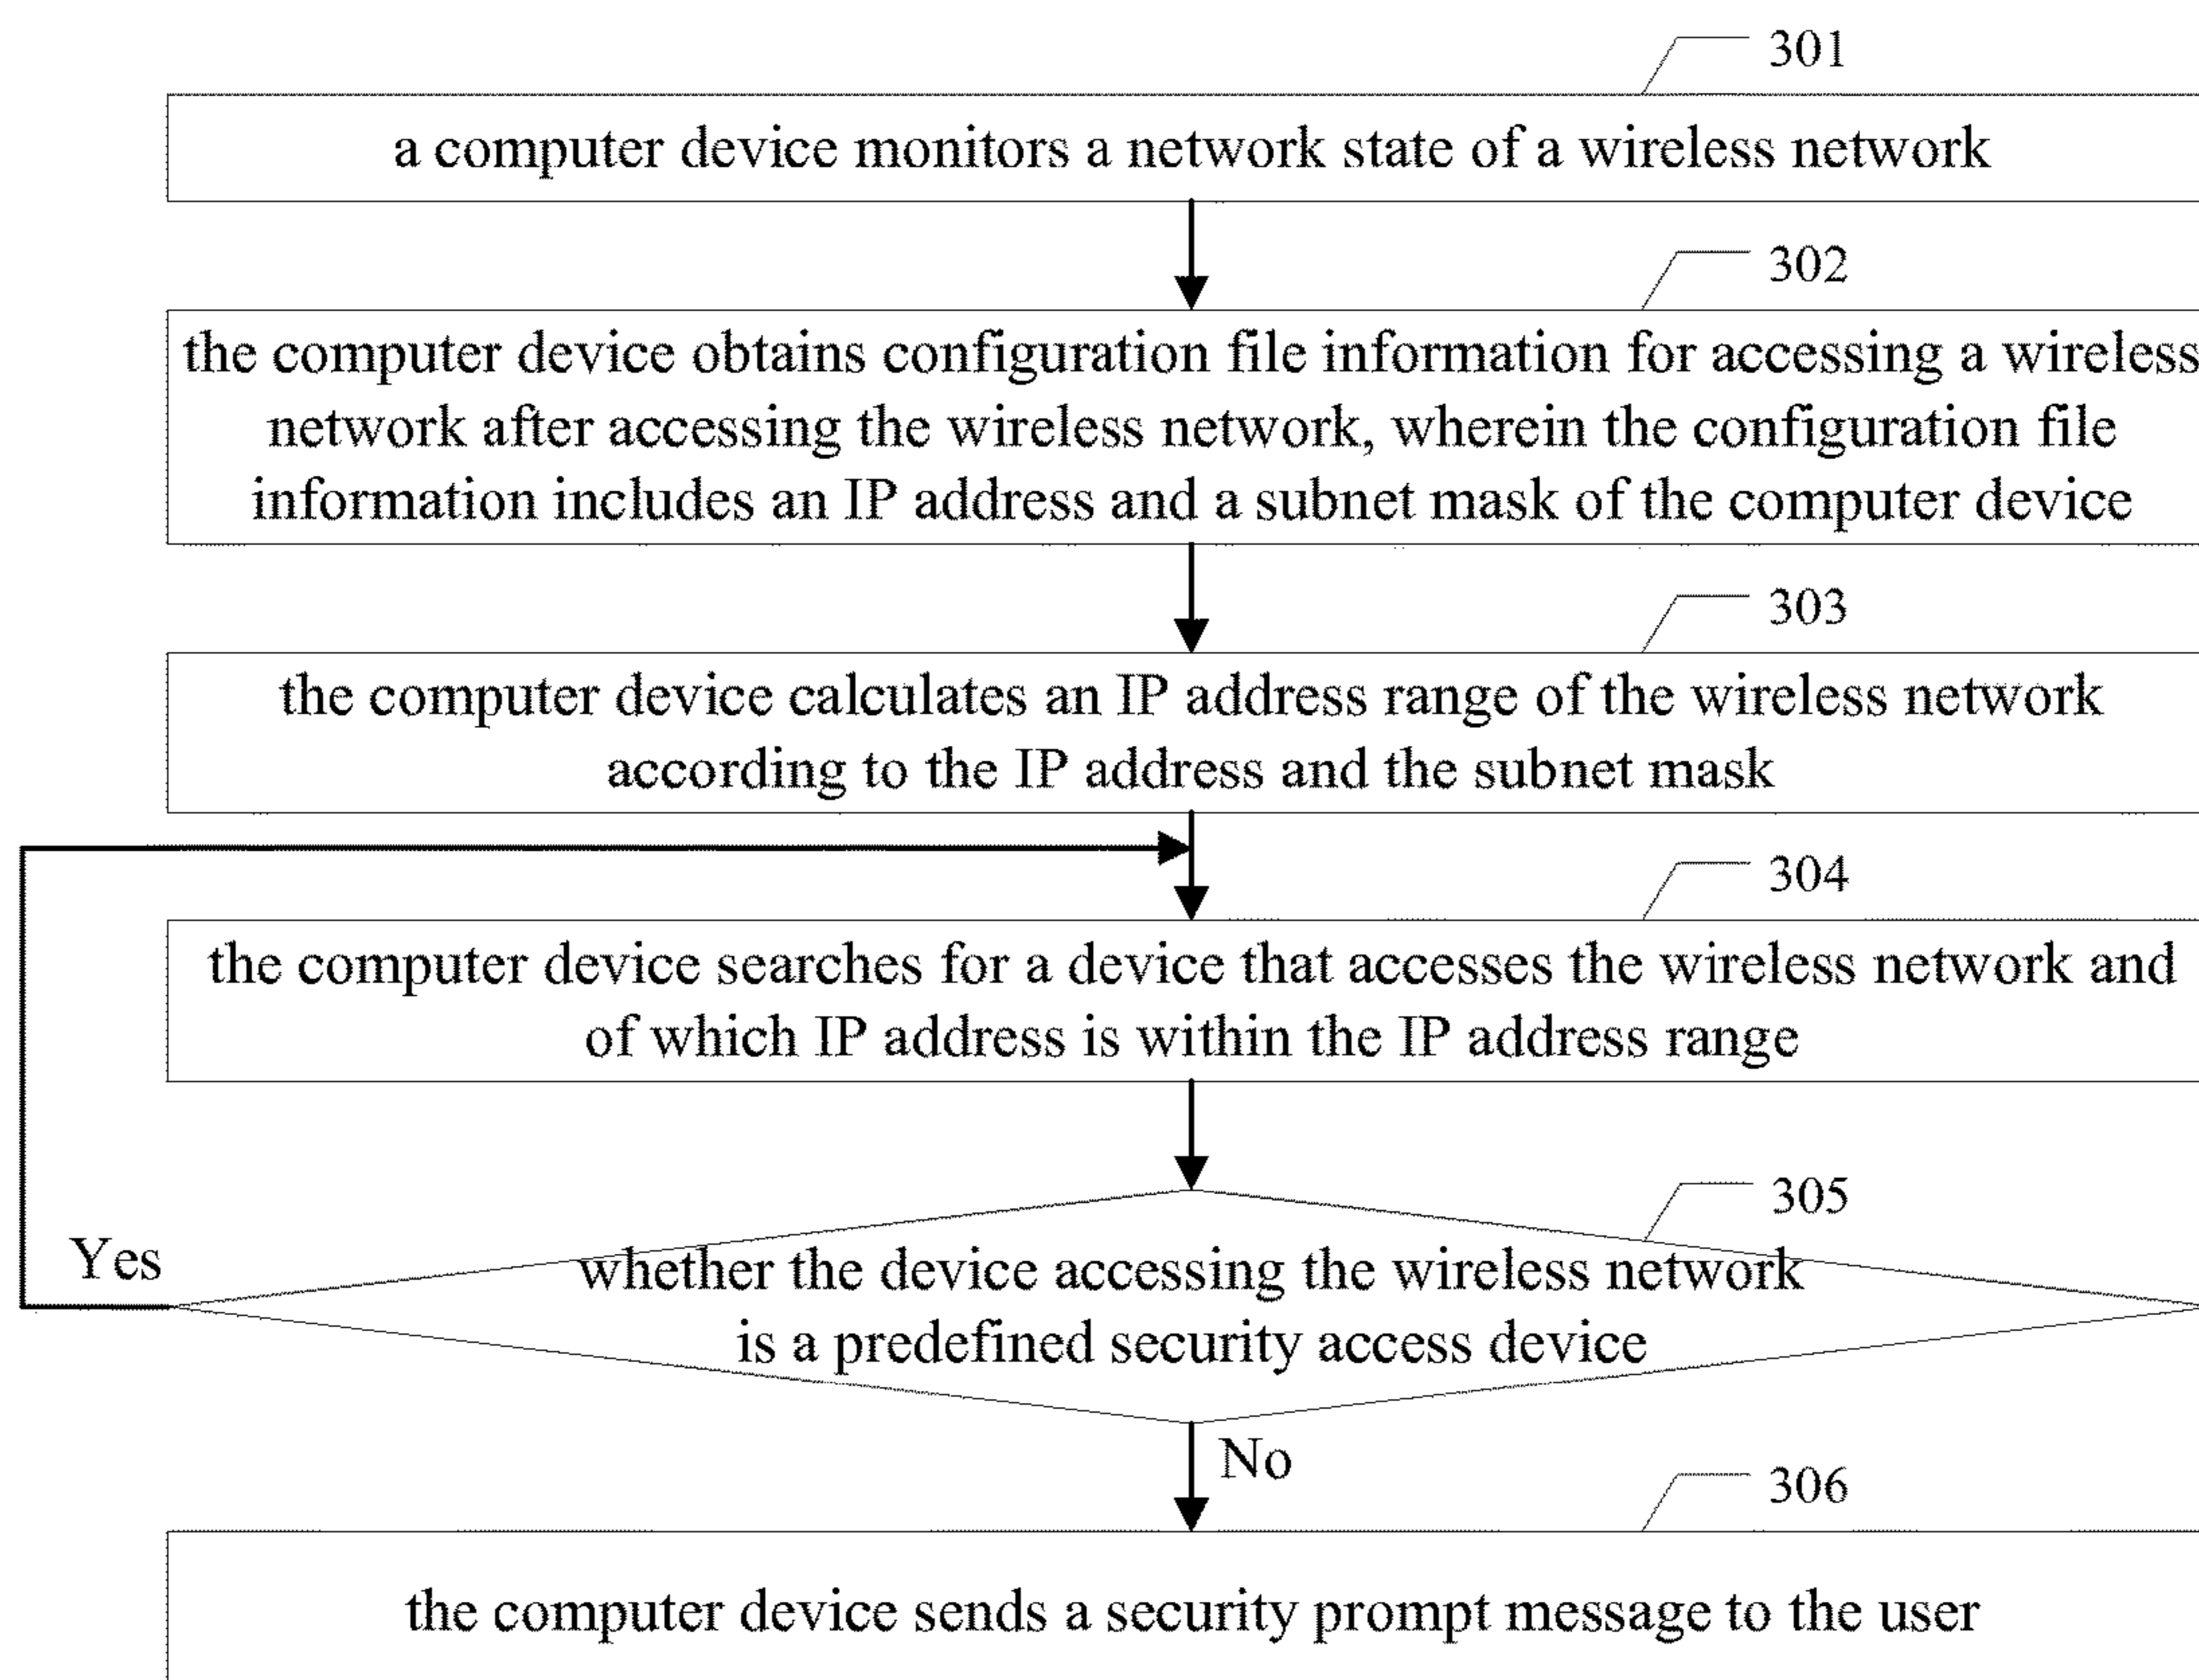 301
a computer device monitors a network state of a wireless network
302
the computer device obtains configuration file information for accessing a wireless
network after accessing the wireless network, wherein the configuration file
information includes an IP address and a subnet mask of the computer device
303
the computer device calculates an IP address range of the wireless network
according to the IP address and the subnet mask
304
the computer device searches for a device that accesses the wireless network and
of which IP address is within the IP address range
305
Yes
whether the device accessing the wireless network
is a predefined security access device
No
306
the computer device sends a security prompt message to the user